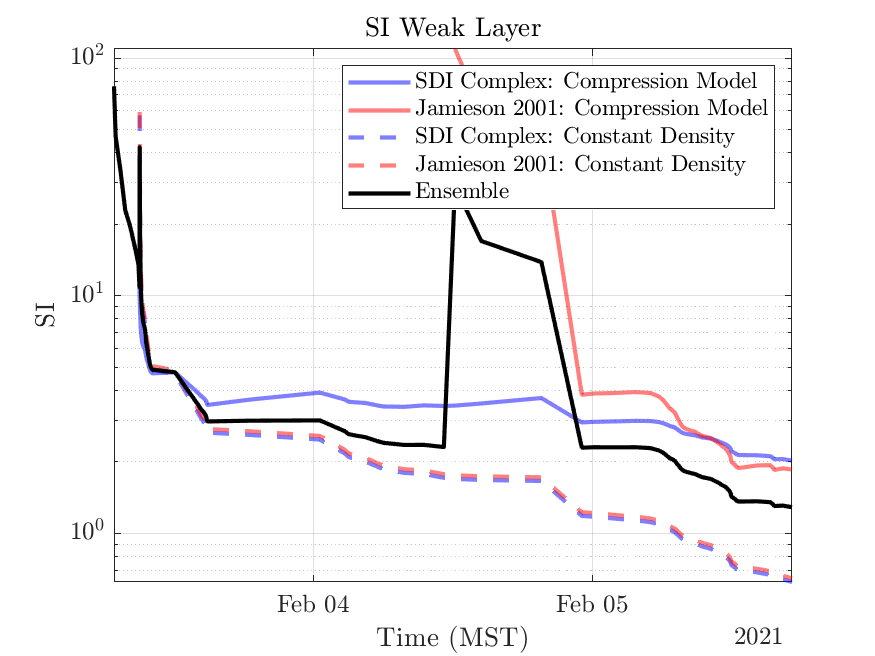 SI Weak Layer
10²
10¹
10⁰
SI
SDI Complex: Compression Model
Jamieson 2001: Compression Model
SDI Complex: Constant Density
Jamieson 2001: Constant Density
Ensemble
Feb 04
Feb 05
Time (MST)
2021